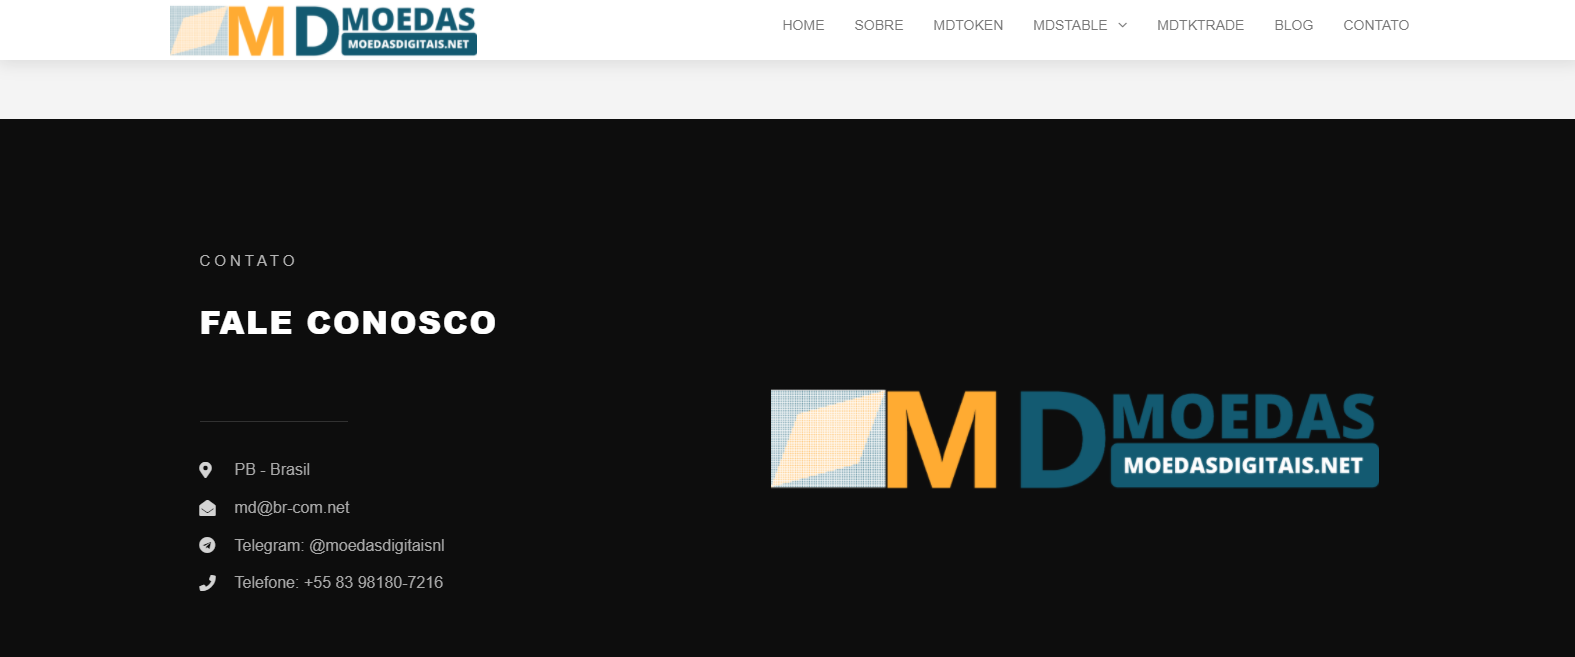 MD MOEDAS
MOEDASDIGITAIS.NET
HOME SOBRE MDTOKEN MDSTABLE MDTKTRADE BLOG CONTATO
CONTATO
FALE CONOSCO
PB - Brasil
md@br-com.net
Telegram: @moedasdigitaisnl
Telefone: +55 83 98180-7216
MD MOEDAS
MOEDASDIGITAIS.NET